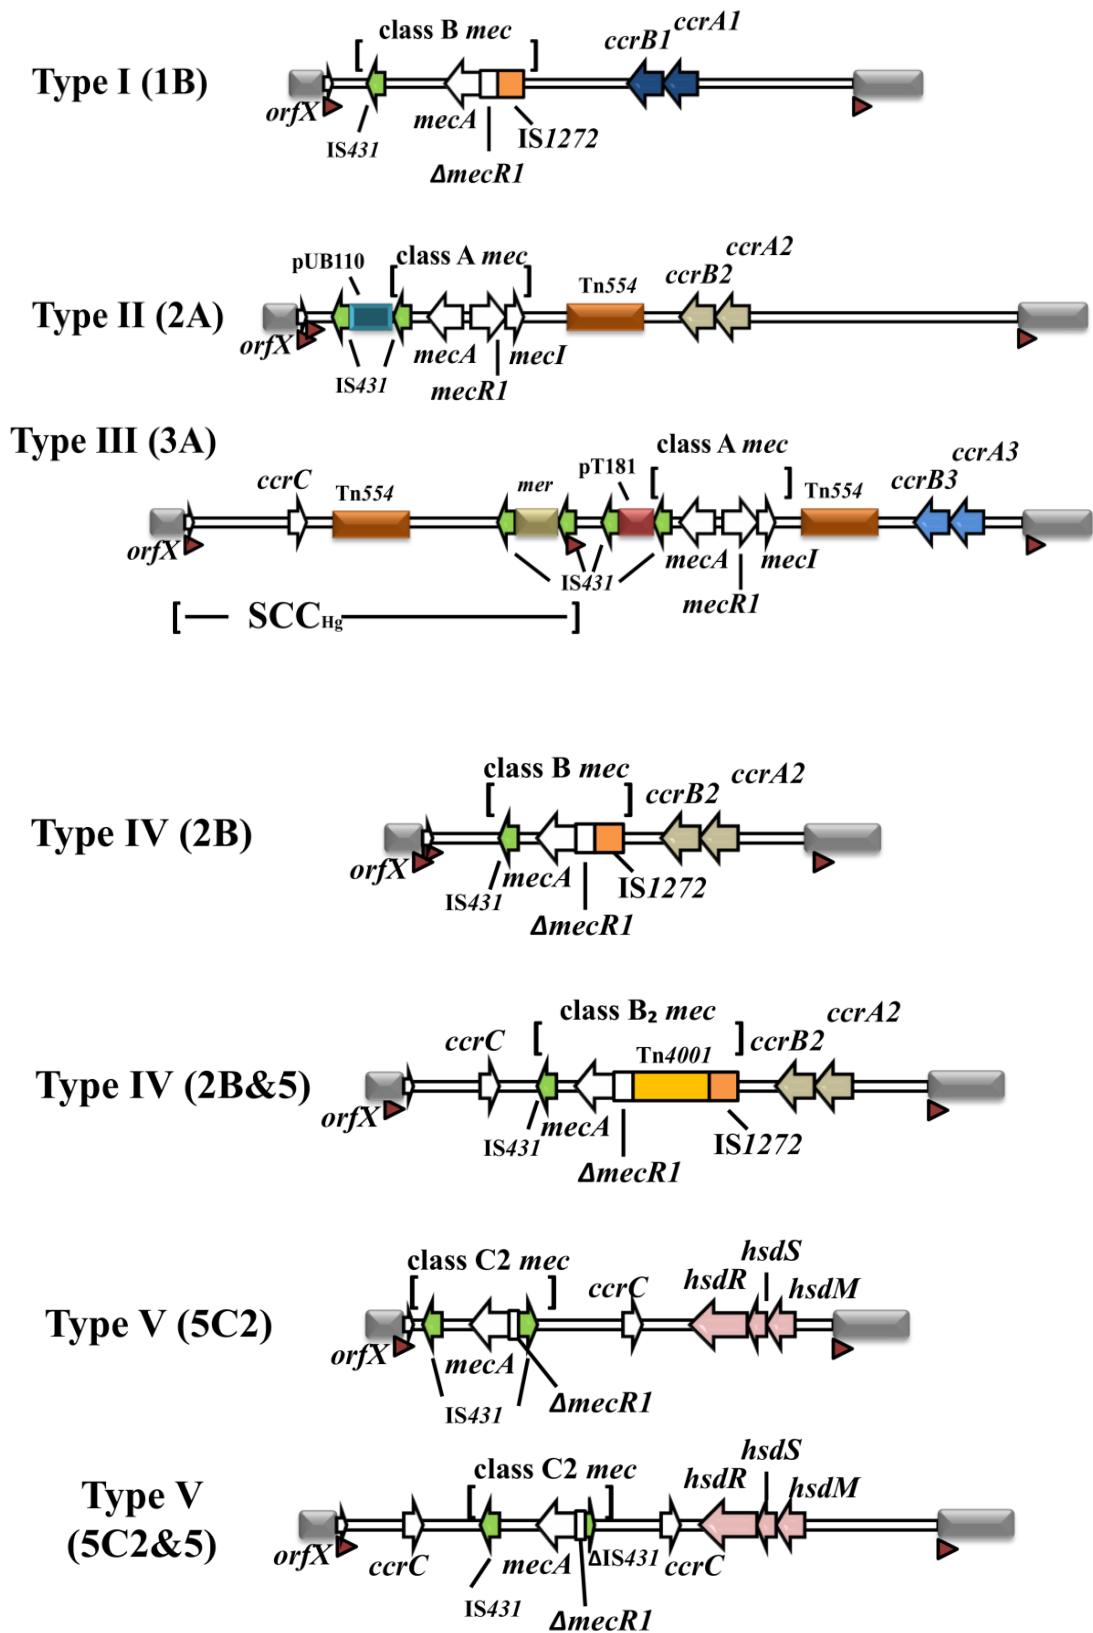 class B mec
ccrB1
ccrA1
Type I (1B)
orfX
IS431
mecA
IS1272
ΔmecR1
class A mec
ccrA2
pUB110
ccrB2
Tn554
Type II (2A)
orfX
IS431
mecA
mecI
mecR1
Type III (3A)
class A mec
ccrA3
ccrC
pT181
ccrB3
Tn554
mer
Tn554
orfX
IS431
mecA
mecI
mecR1
SCCHg
class B mec
ccrA2
ccrB2
Type IV (2B)
orfX
IS431
mecA
IS1272
ΔmecR1
class B₂ mec
ccrA2
ccrC
ccrB2
Tn4001
Type IV (2B&5)
orfX
IS431
mecA
IS1272
ΔmecR1
hsdS
class C2 mec
ccrC
hsdR
hsdM
Type V (5C2)
orfX
mecA
IS431
ΔmecR1
hsdS
class C2 mec
hsdR
hsdM
Type V
(5C2&5)
orfX
ccrC
mecA
ΔIS431
ccrC
IS431
ΔmecR1